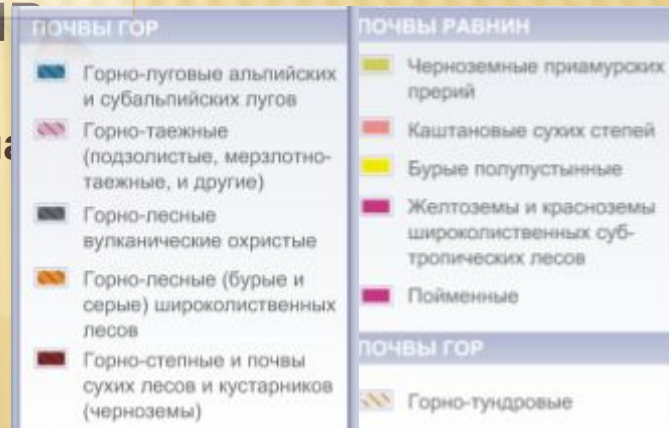 ПОЧВЫ ГОР
Горно-луговые альпийских
и субальпийских лугов
Горно-таежные
(подзолистые, мерзлотно-
таежные, и другие)
Горно-лесные
вулканические охристые
Горно-лесные (бурые и
серые) широколиственных
лесов
Горно-степные и почвы
сухих лесов и кустарников
(черноземы)
ПОЧВЫ РАВНИН
Черноземные приамурских
прерий
Каштановые сухих степей
Бурые полупустынные
Желтоземы и красноземы
широколиственных суб-
тропических лесов
Пойменные
ПОЧВЫ ГОР
Горно-тундровые